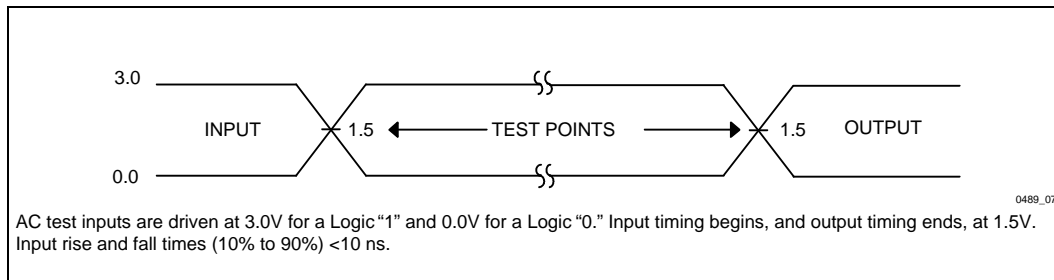 3.0
INPUT 1.5 TEST POINTS 1.5 OUTPUT
0.0
0489_07
AC test inputs are driven at 3.0V for a Logic “1” and 0.0V for a Logic “0.” Input timing begins, and output timing ends, at 1.5V.
Input rise and fall times (10% to 90%) <10 ns.